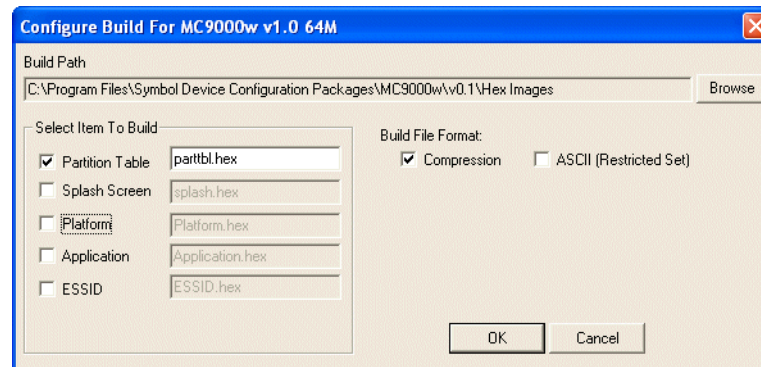 Configure Build For MC9000w v1.0 64M
Build Path
C:\Program Files\Symbol Device Configuration Packages\MC9000w\v0.1\Hex Images
Browse
Select Item To Build
Partition Table parttbl.hex
Splash Screen splash.hex
Platform Platform.hex
Application Application.hex
ESSID ESSID.hex
Build File Format:
Compression ASCII (Restricted Set)
OK Cancel